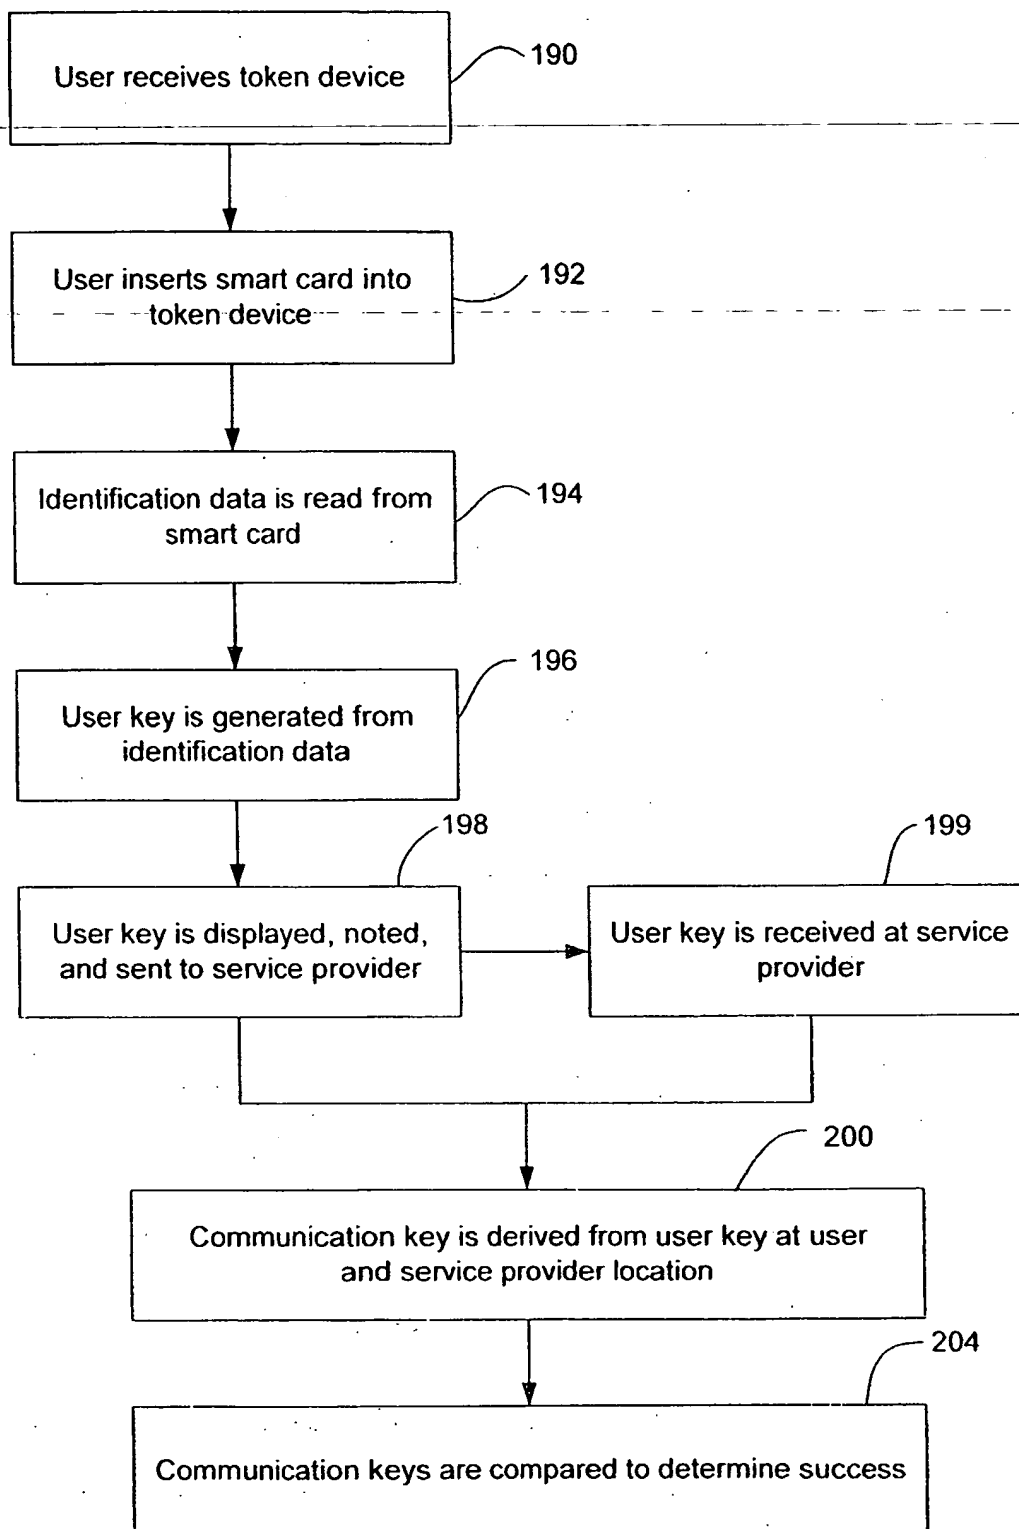 User receives token device
190
User inserts smart card into
token device
192
Identification data is read from
smart card
194
User key is generated from
identification data
196
User key is displayed, noted,
and sent to service provider
198
User key is received at service
provider
199
Communication key is derived from user key at user
and service provider location
200
Communication keys are compared to determine success
204